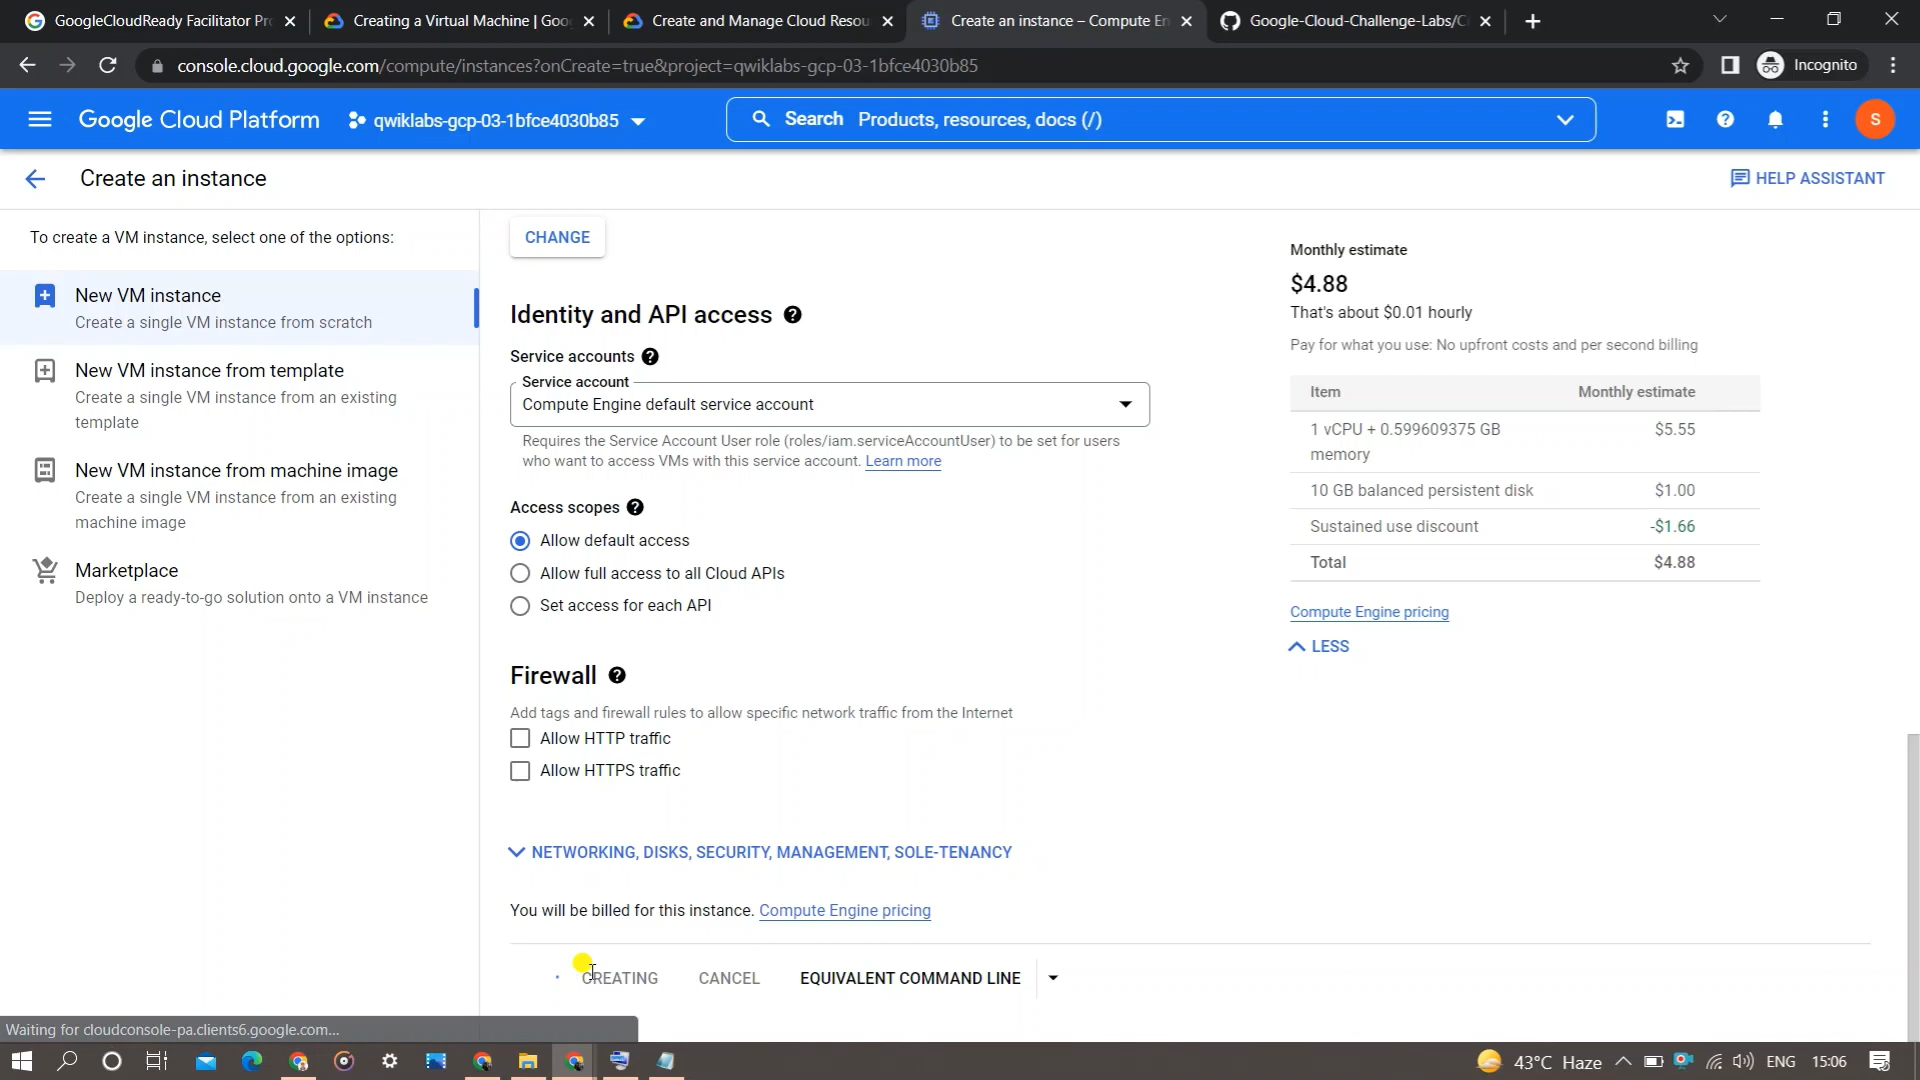 GoogleCloudReady Facilitator Pr
Creating a Virtual Machine | Goo
Create and Manage Cloud Resou
Create an instance – Compute En
Google-Cloud-Challenge-Labs/C
console.cloud.google.com/compute/instances?onCreate=true&project=qwiklabs-gcp-03-1bfce4030b85
Incognito
Google Cloud Platform
qwiklabs-gcp-03-1bfce4030b85
Search Products, resources, docs (/)
S
Create an instance
HELP ASSISTANT
To create a VM instance, select one of the options:
New VM instance
Create a single VM instance from scratch
New VM instance from template
Create a single VM instance from an existing
template
New VM instance from machine image
Create a single VM instance from an existing
machine image
Marketplace
Deploy a ready-to-go solution onto a VM instance
CHANGE
Identity and API access
Service accounts
Service account
Compute Engine default service account
Requires the Service Account User role (roles/iam.serviceAccountUser) to be set for users
who want to access VMs with this service account. Learn more
Access scopes
Allow default access
Allow full access to all Cloud APIs
Set access for each API
Firewall
Add tags and firewall rules to allow specific network traffic from the Internet
Allow HTTP traffic
Allow HTTPS traffic
NETWORKING, DISKS, SECURITY, MANAGEMENT, SOLE-TENANCY
You will be billed for this instance. Compute Engine pricing
CREATING CANCEL EQUIVALENT COMMAND LINE
Monthly estimate
$4.88
That's about $0.01 hourly
Pay for what you use: No upfront costs and per second billing
Item Monthly estimate
1 vCPU + 0.599609375 GB $5.55
memory
10 GB balanced persistent disk $1.00
Sustained use discount -$1.66
Total $4.88
Compute Engine pricing
LESS
Waiting for cloudconsole-pa.clients6.google.com...
43°C Haze ENG 15:06